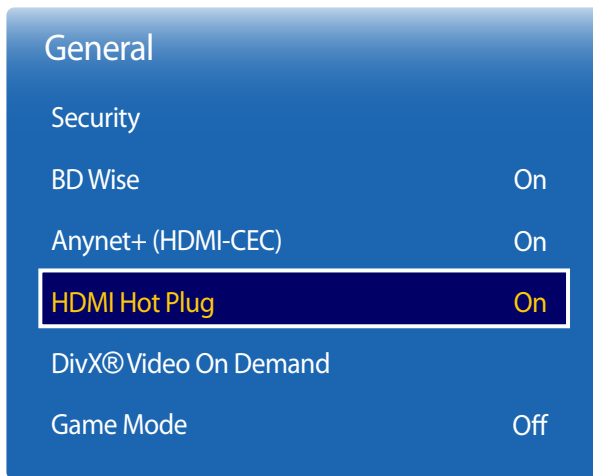 General
Security
BD Wise On
Anynet+ (HDMI-CEC) On
HDMI Hot Plug On
DivX® Video On Demand
Game Mode Off